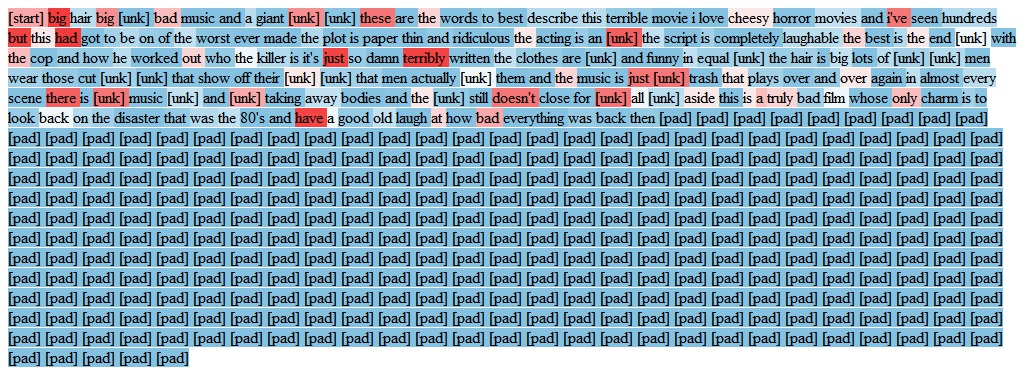 [start] big hair big [unk] bad music and a giant [unk] [unk] these are the words to best describe this terrible movie i love cheesy horror movies and i've seen hundreds
but this had got to be on of the worst ever made the plot is paper thin and ridiculous the acting is an [unk] the script is completely laughable the best is the end [unk] with
the cop and how he worked out who the killer is it's just so damn terribly written the clothes are [unk] and funny in equal [unk] the hair is big lots of [unk] [unk] men
wear those cut [unk] [unk] that show off their [unk] [unk] that men actually [unk] them and the music is just [unk] trash that plays over and over again in almost every
scene there is [unk] music [unk] and [unk] taking away bodies and the [unk] still doesn't close for [unk] all [unk] aside this is a truly bad film whose only charm is to
look back on the disaster that was the 80's and have a good old laugh at how bad everything was back then [pad] [pad] [pad] [pad] [pad] [pad] [pad] [pad] [pad]
[pad] [pad] [pad] [pad] [pad] [pad] [pad] [pad] [pad] [pad] [pad] [pad] [pad] [pad] [pad] [pad] [pad] [pad] [pad] [pad] [pad] [pad] [pad] [pad] [pad] [pad] [pad]
[pad] [pad] [pad] [pad] [pad] [pad] [pad] [pad] [pad] [pad] [pad] [pad] [pad] [pad] [pad] [pad] [pad] [pad] [pad] [pad] [pad] [pad] [pad] [pad] [pad] [pad] [pad]
[pad] [pad] [pad] [pad] [pad] [pad] [pad] [pad] [pad] [pad] [pad] [pad] [pad] [pad] [pad] [pad] [pad] [pad] [pad] [pad] [pad] [pad] [pad] [pad] [pad] [pad] [pad]
[pad] [pad] [pad] [pad] [pad] [pad] [pad] [pad] [pad] [pad] [pad] [pad] [pad] [pad] [pad] [pad] [pad] [pad] [pad] [pad] [pad] [pad] [pad] [pad] [pad] [pad] [pad]
[pad] [pad] [pad] [pad] [pad] [pad] [pad] [pad] [pad] [pad] [pad] [pad] [pad] [pad] [pad] [pad] [pad] [pad] [pad] [pad] [pad] [pad] [pad] [pad] [pad] [pad] [pad]
[pad] [pad] [pad] [pad] [pad] [pad] [pad] [pad] [pad] [pad] [pad] [pad] [pad] [pad] [pad] [pad] [pad] [pad] [pad] [pad] [pad] [pad] [pad] [pad] [pad] [pad] [pad]
[pad] [pad] [pad] [pad] [pad] [pad] [pad] [pad] [pad] [pad] [pad] [pad] [pad] [pad] [pad] [pad] [pad] [pad] [pad] [pad] [pad] [pad] [pad] [pad] [pad] [pad] [pad]
[pad] [pad] [pad] [pad] [pad] [pad] [pad] [pad] [pad] [pad] [pad] [pad] [pad] [pad] [pad] [pad] [pad] [pad] [pad] [pad] [pad] [pad] [pad] [pad] [pad] [pad] [pad]
[pad] [pad] [pad] [pad] [pad] [pad] [pad] [pad] [pad] [pad] [pad] [pad] [pad] [pad] [pad] [pad] [pad] [pad] [pad] [pad] [pad] [pad] [pad] [pad] [pad] [pad] [pad]
[pad] [pad] [pad] [pad] [pad] [pad] [pad] [pad] [pad] [pad] [pad] [pad] [pad] [pad] [pad] [pad] [pad] [pad] [pad] [pad] [pad] [pad] [pad] [pad] [pad] [pad] [pad]
[pad] [pad] [pad] [pad] [pad] [pad] [pad] [pad] [pad] [pad] [pad] [pad] [pad] [pad] [pad] [pad] [pad] [pad] [pad] [pad] [pad] [pad] [pad] [pad] [pad] [pad] [pad]
[pad] [pad] [pad] [pad] [pad]